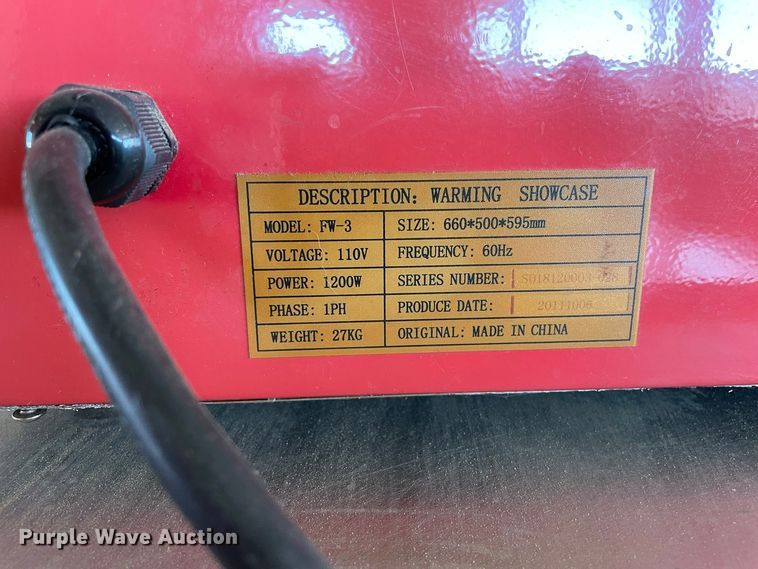 DESCRIPTION: WARMING SHOWCASE
MODEL: FW-3 SIZE: 660*500*595mm
VOLTAGE: 110V FREQUENCY: 60Hz
POWER: 1200W SERIES NUMBER:
PHASE: 1PH PRODUCE DATE:
WEIGHT: 27KG ORIGINAL: MADE IN CHINA
Purple Wave Auction